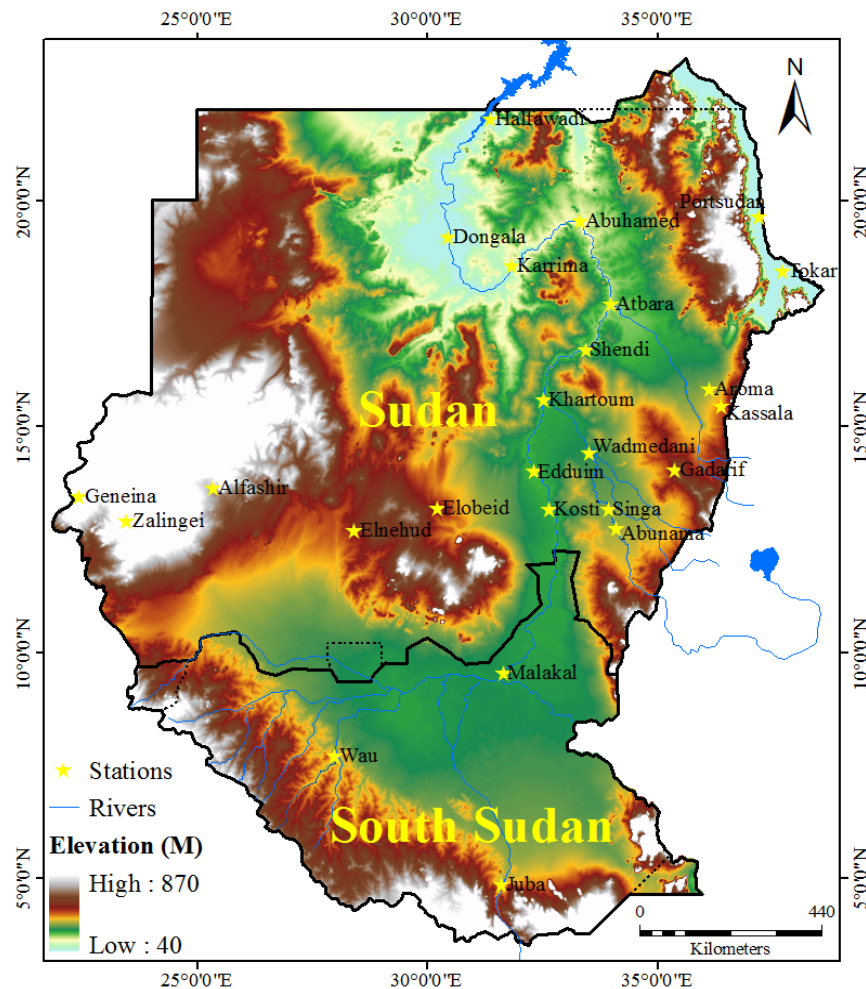 25°0'0"E
30°0'0"E
35°0'0"E
N
Halfawadi
20°0'0"N
20°0'0"N
Portsudan
Abuhamed
Dongala
Karrima
Tokar
Atbara
Shendi
Aroma
Khartoum
Kassala
Sudan
15°0'0"N
15°0'0"N
Wadmedani
Edduim
Gadarif
Geneina
Alfashir
Zalingei
Elobeid
Kosti
Singa
Elnehud
Abunama
10°0'0"N
10°0'0"N
Malakal
Wau
Stations
Rivers
South Sudan
Elevation (M)
High : 870
Low : 40
5°0'0"N
5°0'0"N
Juba
0
440
Kilometers
25°0'0"E
30°0'0"E
35°0'0"E